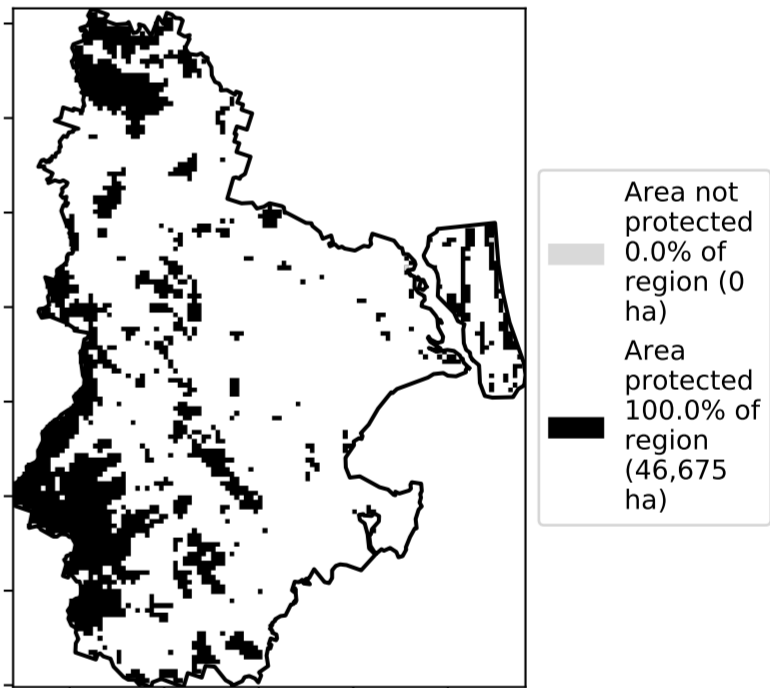 Area not
protected
0.0% of
region (0
ha)
Area
protected
100.0% of
region
(46,675
ha)